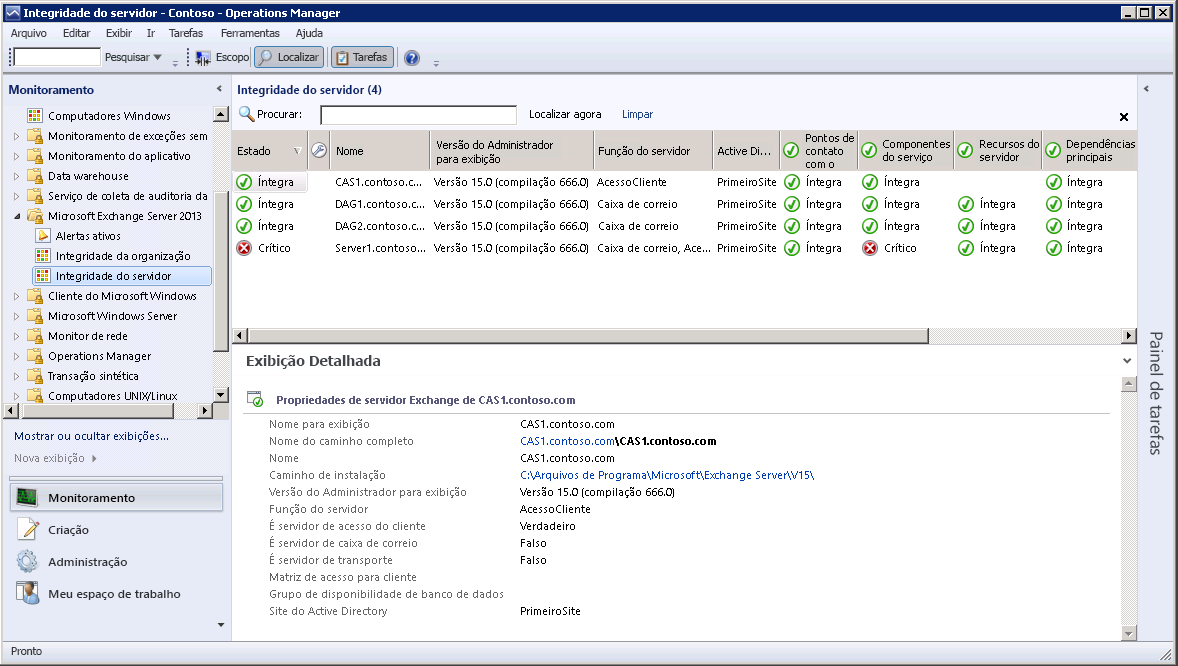 Integridade do servidor - Contoso - Operations Manager
Arquivo Editar Exibir Ir Tarefas Ferramentas Ajuda
Pesquisar Escopo Localizar Tarefas
Monitoramento
Computadores Windows
Monitoramento de exceções sem
Monitoramento do aplicativo
Data warehouse
Serviço de coleta de auditoria da
Microsoft Exchange Server 2013
Alertas ativos
Integridade da organização
Integridade do servidor
Cliente do Microsoft Windows
Microsoft Windows Server
Monitor de rede
Operations Manager
Transação sintética
Computadores UNIX/Linux
Mostrar ou ocultar exibições...
Nova exibição
Monitoramento
Criação
Administração
Meu espaço de trabalho
Integridade do servidor (4)
Procurar: Localizar agora Limpar
Estado Nome Versão do Administrador para exibição Função do servidor Active Di... Pontos de contato com o Componentes do serviço Recursos do servidor Dependências principais
Íntegra CAS1.contoso.c... Versão 15.0 (compilação 666.0) AcessoCliente PrimeiroSite Íntegra Íntegra Íntegra
Íntegra DAG1.contoso.c... Versão 15.0 (compilação 666.0) Caixa de correio PrimeiroSite Íntegra Íntegra Íntegra Íntegra
Íntegra DAG2.contoso.c... Versão 15.0 (compilação 666.0) Caixa de correio PrimeiroSite Íntegra Íntegra Íntegra Íntegra
Crítico Server1.contoso... Versão 15.0 (compilação 666.0) Caixa de correio, Ace... PrimeiroSite Íntegra Crítico Íntegra Íntegra
Exibição Detalhada
Propriedades de servidor Exchange de CAS1.contoso.com
Nome para exibição CAS1.contoso.com
Nome do caminho completo CAS1.contoso.com\CAS1.contoso.com
Nome CAS1.contoso.com
Caminho de instalação C:\Arquivos de Programa\Microsoft\Exchange Server\V15\
Versão do Administrador para exibição Versão 15.0 (compilação 666.0)
Função do servidor AcessoCliente
É servidor de acesso do cliente Verdadeiro
É servidor de caixa de correio Falso
É servidor de transporte Falso
Matriz de acesso para cliente
Grupo de disponibilidade de banco de dados
Site do Active Directory PrimeiroSite
Painel de tarefas
Pronto